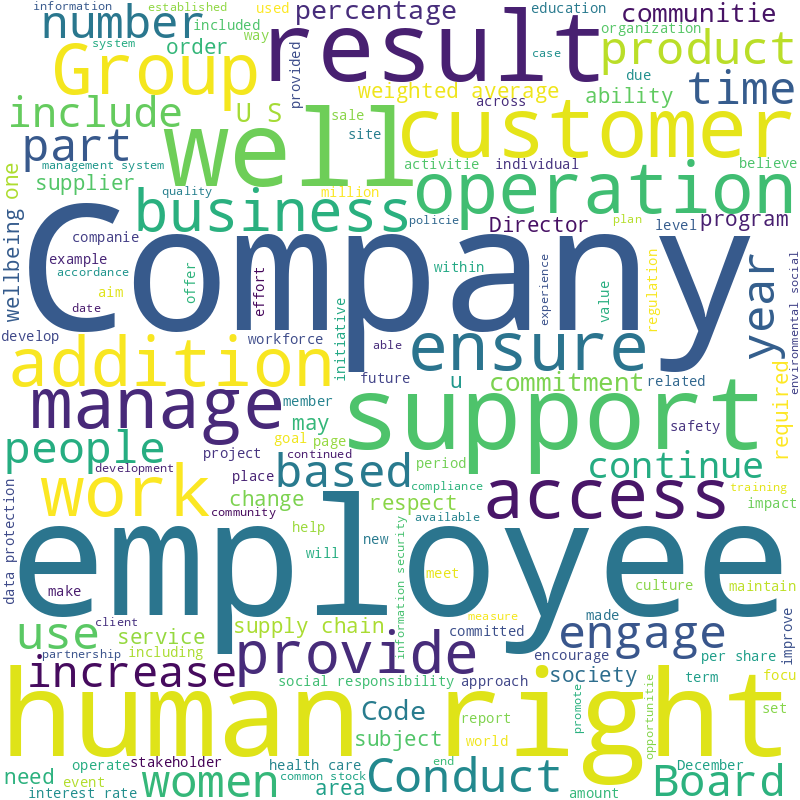 information
number
included
used
percentage
education
communitie
system
established
order
way
result
organization
product
Group
provided
case
due
time
weighted average
across
ability
include
U S
sale
site
customer
part
well
management system
activitie
individual
believe
supplier
one
quality
million
operation
business
policie
Director
plan
level
program
wellbeing
companie
Company
example
accordance
offer
effort
within
experience
value
regulation
year
environmental social
aim
date
develop
workforce
initiative
able
ensure
addition
future
u
commitment
related
required
manage
member
may
support
safety
people
goal
page
project
continued
development
place
based
period
continue
work
change
compliance
respect
access
training
data protection
community
available
impact
help
information security
will
new
employee
make
meet
culture
maintain
client
measure
made
use
service
supply chain
committed
engage
improve
partnership
including
provide
encourage
per share
increase
social responsibility
approach
society
term
focu
human right
Code
report
promote
opportunitie
set
subject
world
operate
stakeholder
health care
end
December
need
event
women
common stock
area
Conduct
Board
interest rate
amount